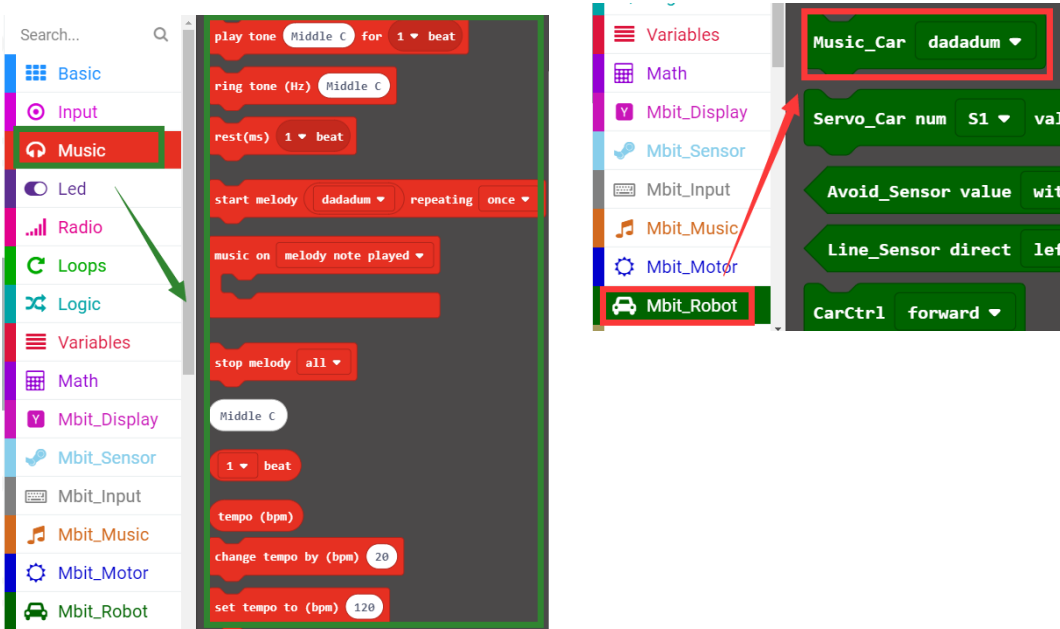 Search...
Basic
Input
Music
Led
Radio
Loops
Logic
Variables
Math
Mbit_Display
Mbit_Sensor
Mbit_Input
Mbit_Music
Mbit_Motor
Mbit_Robot
play tone Middle C for 1 beat
ring tone (Hz) Middle C
rest(ms) 1 beat
start melody dadadum repeating once
music on melody note played
stop melody all
Middle C
1 beat
tempo (bpm)
change tempo by (bpm) 20
set tempo to (bpm) 120
Variables
Math
Mbit_Display
Mbit_Sensor
Mbit_Input
Mbit_Music
Mbit_Motor
Mbit_Robot
Music_Car dadadum
Servo_Car num S1 val
Avoid_Sensor value wit
Line_Sensor direct lef
CarCtrl forward